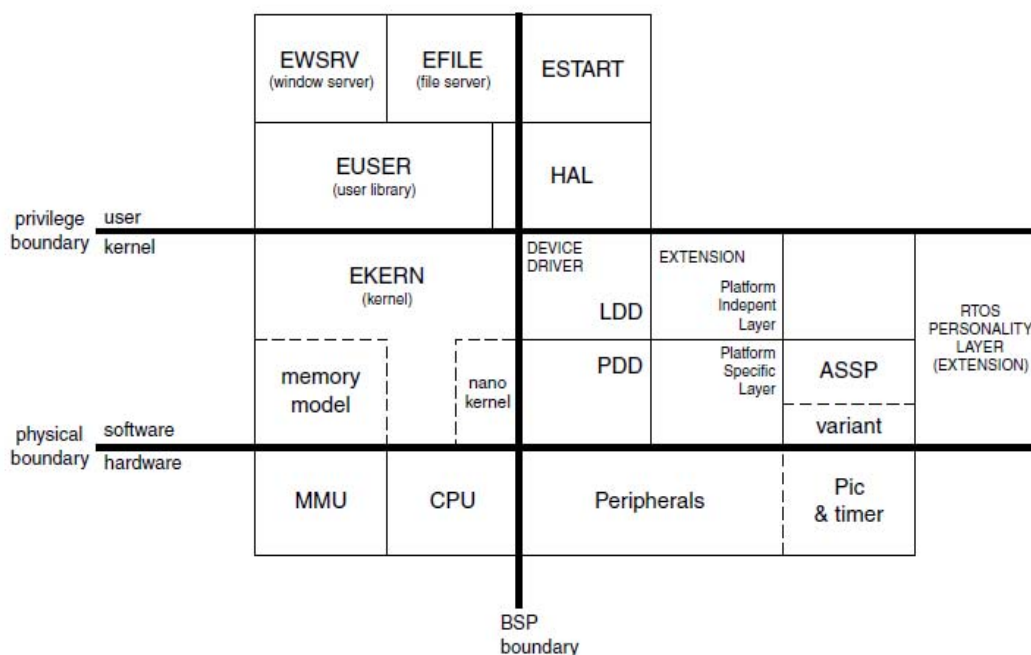 EWSRV
(window server)
EFILE
(file server)
ESTART
EUSER
(user library)
HAL
privilege
boundary
user
kernel
EKERN
(kernel)
DEVICE
DRIVER
LDD
EXTENSION
Platform
Indepent
Layer
RTOS
PERSONALITY
LAYER
(EXTENSION)
memory
model
nano
kernel
PDD
Platform
Specific
Layer
ASSP
variant
physical
boundary
software
hardware
MMU
CPU
Peripherals
Pic
& timer
BSP
boundary